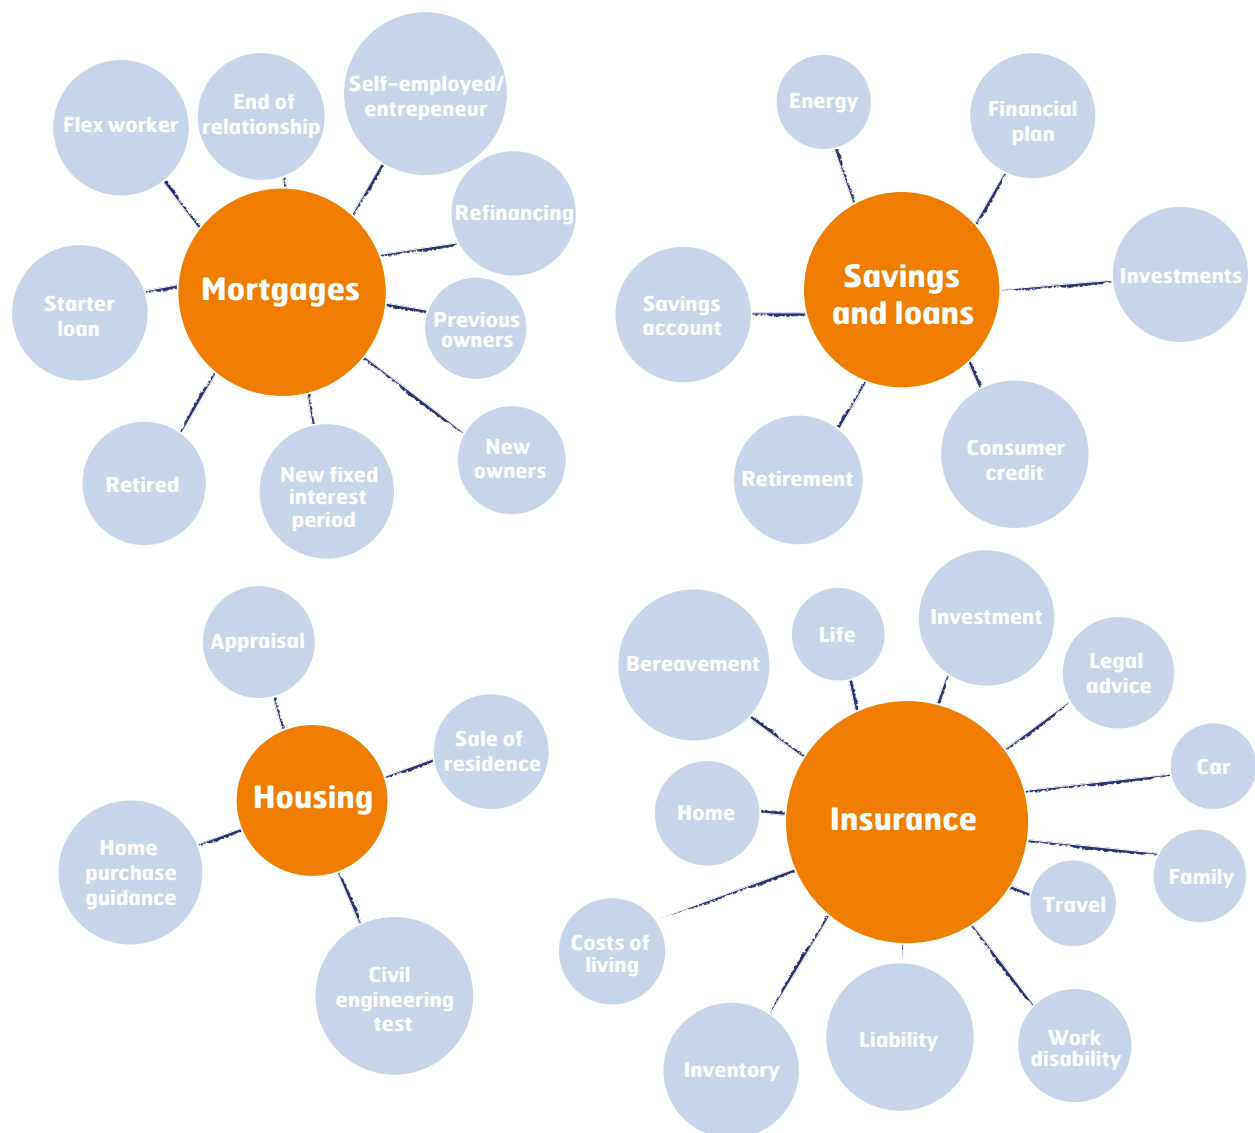 Self-employed/
entrepeneur
End of
relationship
Flex worker
Refinancing
Mortgages
Starter
loan
Previous
owners
New
owners
Retired
New fixed
interest
period
Energy
Financial
plan
Investments
Savings
and loans
Savings
account
Consumer
credit
Retirement
Appraisal
Sale of
residence
Housing
Home
purchase
guidance
Civil
engineering
test
Life
Investment
Bereavement
Legal
advice
Car
Home
Insurance
Family
Travel
Costs of
living
Liability
Work
disability
Inventory